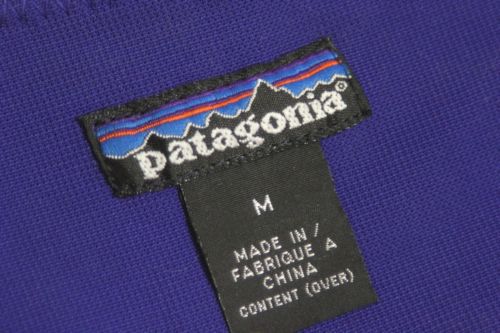 patagonia®
M
MADE IN /
FABRIQUE A
CHINA
CONTENT (OVER)